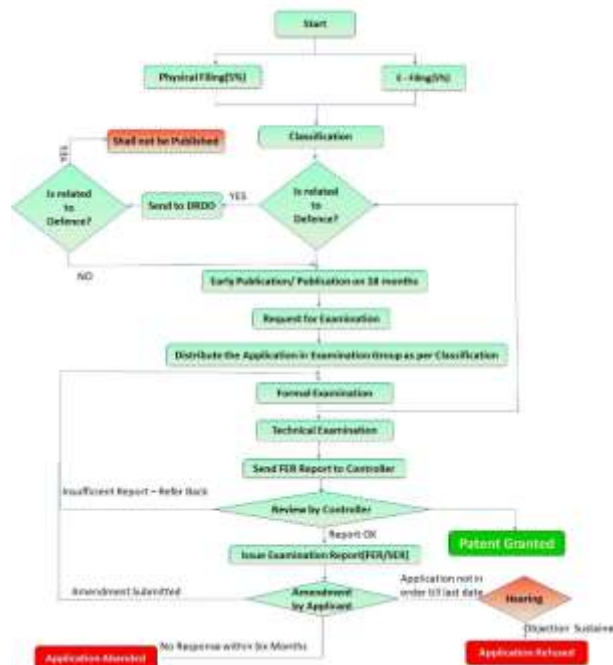 Start
Physical Filing(5%)
E - Filing(5%)
Shall not be Published
Classification
YES
Is related
to
Defence?
Send to DRDO
YES
Is related
to
Defence?
NO
Early Publication/ Publication on 18 months
Request for Examination
Distribute the Application in Examination Group as per Classification
Formal Examination
Technical Examination
Send FER Report to Controller
Insufficient Report – Refer Back
Review by Controller
Report OK
Patent Granted
Issue Examination Report[FER/SER]
Amendment Submitted
Amendment
by Applicant
Application not in
order till last date
Hearing
Objection Sustaine
No Response within Six Months
Application Refused
Application